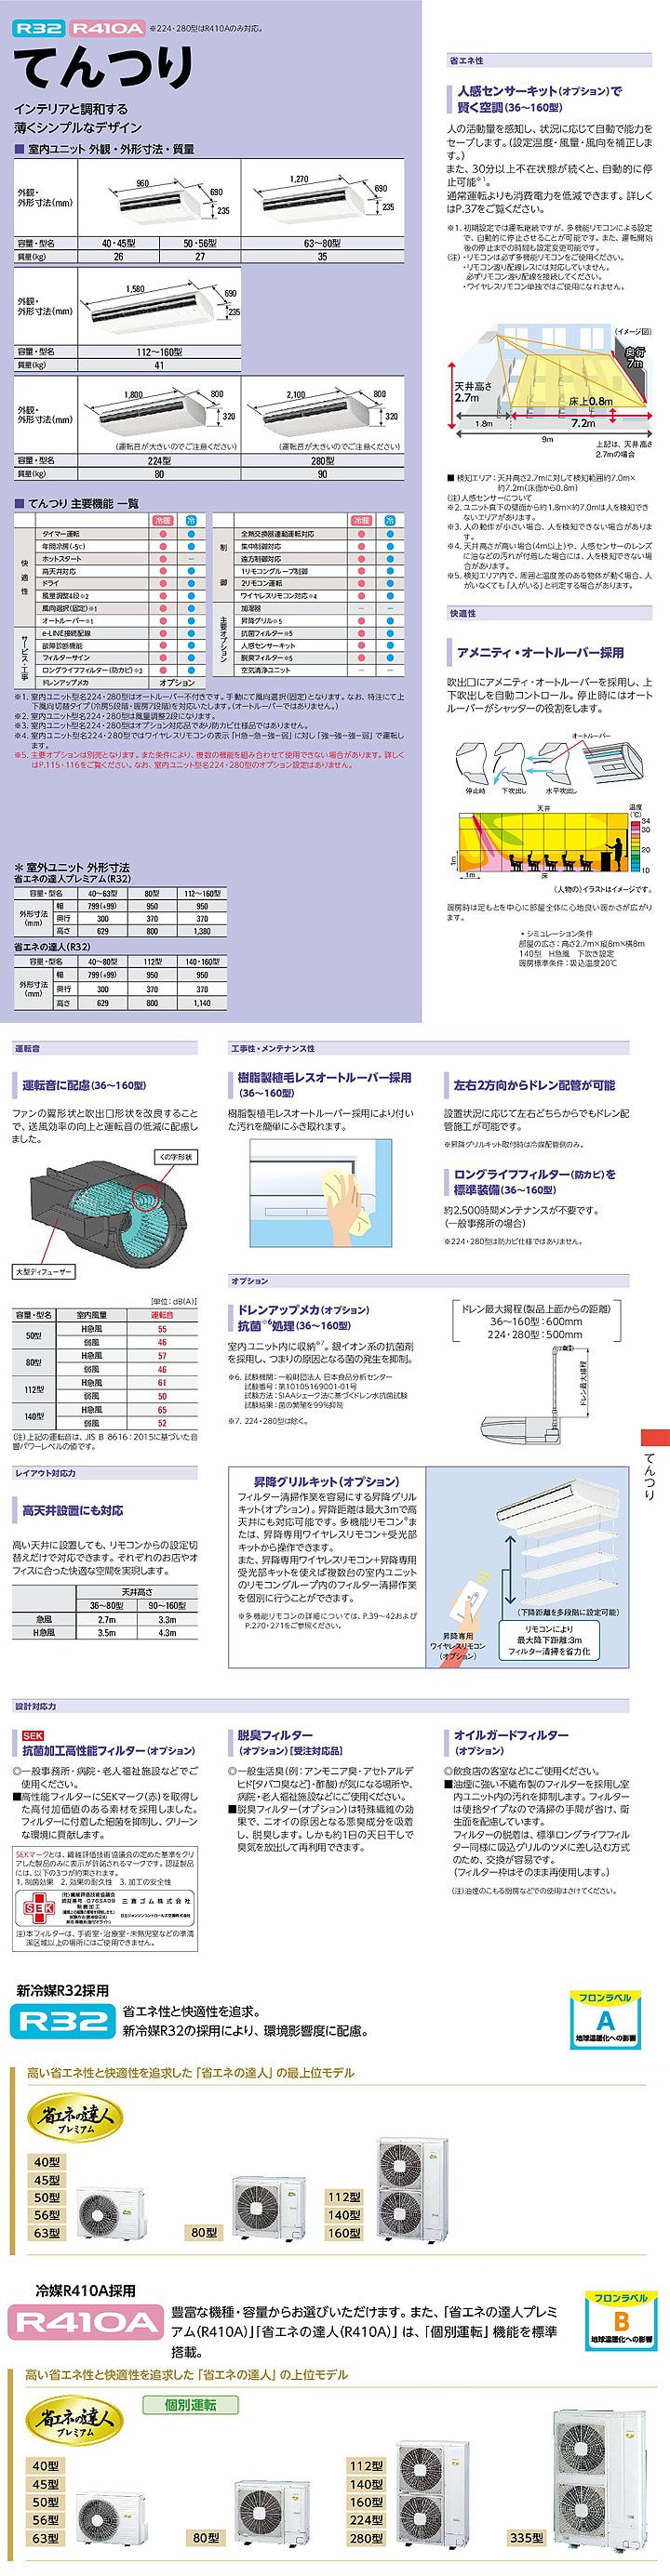 R32 R410A ※224・280型はR410Aのみ対応。
てんつり
インテリアと調和する
薄くシンプルなデザイン
■ 室内ユニット 外観・外形寸法・質量
外観・
外形寸法(mm)
960 690 235
1,270 690 235
容量・型名 40・45型 50・56型 63〜80型
質量(kg) 26 27 35
外観・
外形寸法(mm)
1,580 690 235
容量・型名 112〜160型
質量(kg) 41
外観・
外形寸法(mm)
1,800 800 320
2,100 800 320
(運転音が大きいのでご注意ください) (運転音が大きいのでご注意ください)
容量・型名 224型 280型
質量(kg) 80 90
■ てんつり 主要機能 一覧
冷暖 冷 冷暖 冷
快適性
タイマー運転 ● ●
年間冷房(-5℃) ● ●
ホットスタート ● −
高天井対応 ● ●
ドライ ● ●
風量調整4段※2 ● ●
風向選択(固定)※1 ● ●
オートルーバー※1 ● ●
サービス・工事
e-LINE接続配線 ● ●
故障診断機能 ● ●
フィルターサイン ● ●
ロングライフフィルター(防カビ)※3 ● ●
ドレンアップメカ オプション
制御
全熱交換器連動運転対応 ● ●
集中制御対応 ● ●
遠方制御対応 ● ●
1リモコングループ制御 ● ●
2リモコン運転 ● ●
ワイヤレスリモコン対応※4 ● ●
主要オプション
加湿器 − −
昇降グリル※5 ● ●
抗菌フィルター※5 ● ●
人感センサーキット ● ●
脱臭フィルター※5 ● ●
空気清浄ユニット − −
※1. 室内ユニット型名224・280型はオートルーバー不付きです。手動にて風向選択(固定)となります。なお、特注にて上
下風向切替タイプ(冷房5段階・暖房7段階)を対応いたします。(オートルーバーではありません。)
※2. 室内ユニット型名224・280型は風量調整2段になります。
※3. 室内ユニット型名224・280型はオプション対応品であり防カビ仕様品ではありません。
※4. 室内ユニット型名224・280型ではワイヤレスリモコンの表示「H急−急−強−弱」に対し「強−強−強−弱」で運転し
ます。
※5. 主要オプションは別売となります。また条件により、複数の機能を組み合わせて使用できない場合があります。詳しく
はP.115・116をご覧ください。なお、室内ユニット型名224・280型のオプション設定はありません。
＊ 室外ユニット 外形寸法
省エネの達人プレミアム(R32)
容量・型名 40〜63型 80型 112〜160型
外形寸法(mm)
幅 799(+99) 950 950
奥行 300 370 370
高さ 629 800 1,380
省エネの達人(R32)
容量・型名 40〜80型 112型 140・160型
外形寸法(mm)
幅 799(+99) 950 950
奥行 300 370 370
高さ 629 800 1,140
省エネ性
人感センサーキット(オプション)で
賢く空調(36〜160型)
人の活動量を感知し、状況に応じて自動で能力を
セーブします。(設定温度・風量・風向を補正しま
す。)
また、30分以上不在状態が続くと、自動的に停
止可能※1。
通常運転よりも消費電力を低減できます。詳しく
はP.37をご覧ください。
※1. 初期設定では運転継続ですが、多機能リモコンによる設定
で、自動的に停止させることが可能です。また、運転開始
後の停止までの時間も設定変更可能です。
(注)・リモコンは必ず多機能リモコンをご使用ください。
・リモコン渡り配線レスには対応していません。
必ずリモコン渡り配線を接続してください。
・ワイヤレスリモコン単独ではご使用になれません。
(イメージ図)
奥行
7m
天井高さ
2.7m
床上0.8m
1.8m 7.2m
9m
上記は、天井高さ
2.7mの場合
■ 検知エリア：天井高さ2.7mに対して検知範囲約7.0m×
約7.2m(床面から0.8m)
(注)人感センサーについて
※2. ユニット真下の壁面から約1.8m×約7.0mは人を検知でき
ないエリアがあります。
※3. 人の動作が小さい場合、人を検知できない場合がありま
す。
※4. 天井高さが高い場合(4m以上)や、人感センサーのレンズ
に油などの汚れが付着した場合には、人を検知できない場
合があります。
※5. 検知エリア内で、周囲と温度差のある物体が動く場合、人
がいなくても「人がいる」と判定する場合があります。
快適性
アメニティ・オートルーバー採用
吹出口にアメニティ・オートルーバーを採用し、上
下吹出しを自動コントロール。停止時にはオート
ルーバーがシャッターの役割をします。
オートルーバー
停止時 下吹出し 水平吹出し
天井 温度
(℃)
34
30
20
10
1m
1m 床
(人物の)イラストはイメージです。
暖房時は足もとを中心に部屋全体に心地良い暖かさが広がり
ます。
・シミュレーション条件
部屋の広さ：高さ2.7m×縦8m×横8m
140型 H急風 下吹き設定
暖房標準条件：吸込温度20℃
運転音
運転音に配慮(36〜160型)
ファンの翼形状と吹出口形状を改良すること
で、送風効率の向上と運転音の低減に配慮し
ました。
くの字形状
大型ディフューザー
[単位：dB(A)]
容量・型名 室内風量 運転音
50型 H急風 55
弱風 46
80型 H急風 57
弱風 46
112型 H急風 61
弱風 50
140型 H急風 65
弱風 52
(注)上記の運転音は、JIS B 8616：2015に基づいた音
響パワーレベルの値です。
工事性・メンテナンス性
樹脂製植毛レスオートルーバー採用
(36〜160型)
樹脂製植毛レスオートルーバー採用により付い
た汚れを簡単にふき取れます。
左右2方向からドレン配管が可能
設置状況に応じて左右どちらからでもドレン配
管施工が可能です。
※昇降グリルキット取付時は冷媒配管側のみ。
ロングライフフィルター(防カビ)を
標準装備(36〜160型)
約2,500時間メンテナンスが不要です。
(一般事務所の場合)
※224・280型は防カビ仕様ではありません。
オプション
ドレンアップメカ(オプション)
抗菌※6処理(36〜160型)
室内ユニット内に収納※7。銀イオン系の抗菌剤
を採用し、つまりの原因となる菌の発生を抑制。
※6. 試験機関：一般財団法人 日本食品分析センター
試験番号：第10105169001-01号
試験方法：SIAAシェーク法に基づくドレン水抗菌試験
試験結果：菌の繁殖を99%抑制
※7. 224・280型は除く。
ドレン最大揚程(製品上面からの距離)
36〜160型：600mm
224・280型：500mm
ドレン最大揚程
てんつり
レイアウト対応力
高天井設置にも対応
高い天井に設置しても、リモコンからの設定切
替えだけで対応できます。それぞれのお店やオ
フィスに合った快適な空間を実現します。
天井高さ
36〜80型 90〜160型
急風 2.7m 3.3m
H急風 3.5m 4.3m
昇降グリルキット(オプション)
フィルター清掃作業を容易にする昇降グリル
キット(オプション)。昇降距離は最大3mで高
天井にも対応可能です。多機能リモコン※ま
たは、昇降専用ワイヤレスリモコン+受光部
キットから操作できます。
また、昇降専用ワイヤレスリモコン+昇降専用
受光部キットを使えば複数台の室内ユニット
のリモコングループ内のフィルター清掃作業
を個別に行うことができます。
※多機能リモコンの詳細については、P.39〜42および
P.270・271をご参照ください。
昇降専用
ワイヤレスリモコン
(オプション)
(下降距離を多段階に設定可能)
リモコンにより
最大降下距離:3m
フィルター清掃を省力化
設計対応力
SEK
抗菌加工高性能フィルター(オプション)
◎一般事務所・病院・老人福祉施設などでご
使用ください。
■高性能フィルターにSEKマーク(赤)を取得し
た高付加価値のある素材を採用しました。
フィルターに付着した細菌を抑制し、クリーン
な環境に貢献します。
SEKマークとは、繊維評価技術協議会の定めた基準をクリ
アした製品のみに表示が許諾されるマークです。認証製品
には、以下の3つが約束されます。
1. 制菌効果 2. 効果の耐久性 3. 加工の安全性
SEK
注)本フィルターは、手術室・治療室・未熟児室などの準清
潔区域以上の場所にはご使用できません。
脱臭フィルター
(オプション)[受注対応品]
◎一般生活臭(例：アンモニア臭・アセトアルデ
ヒド[タバコ臭など]・酢酸)が気になる場所や、
病院・老人福祉施設などにご使用ください。
■脱臭フィルター(オプション)は特殊繊維の効
果で、ニオイの原因となる悪臭成分を吸着
し、脱臭します。しかも約1日の天日干しで
臭気を放出して再利用できます。
オイルガードフィルター
(オプション)
◎飲食店の客室などにご使用ください。
■油煙に強い不織布製のフィルターを採用し室
内ユニット内の汚れを抑制します。フィルター
は使捨タイプなので清掃の手間が省け、衛
生面を配慮しています。
フィルターの脱着は、標準ロングライフフィル
ター同様に吸込グリルのツメに差し込む方式
のため、交換が容易です。
(フィルター枠はそのまま再使用します。)
(注)油煙のこもる厨房などでの使用はさけてください。
新冷媒R32採用
R32
省エネ性と快適性を追求。
新冷媒R32の採用により、環境影響度に配慮。
フロンラベル
A
地球温暖化への影響
高い省エネ性と快適性を追求した「省エネの達人」の最上位モデル
省エネの達人
プレミアム
40型
45型
50型
56型
63型
80型
112型
140型
160型
冷媒R410A採用
R410A
豊富な機種・容量からお選びいただけます。また、「省エネの達人プレミ
アム(R410A)」「省エネの達人(R410A)」は、「個別運転」機能を標準
搭載。
フロンラベル
B
地球温暖化への影響
高い省エネ性と快適性を追求した「省エネの達人」の上位モデル
省エネの達人
プレミアム
個別運転
40型
45型
50型
56型
63型
80型
112型
140型
160型
224型
280型
335型